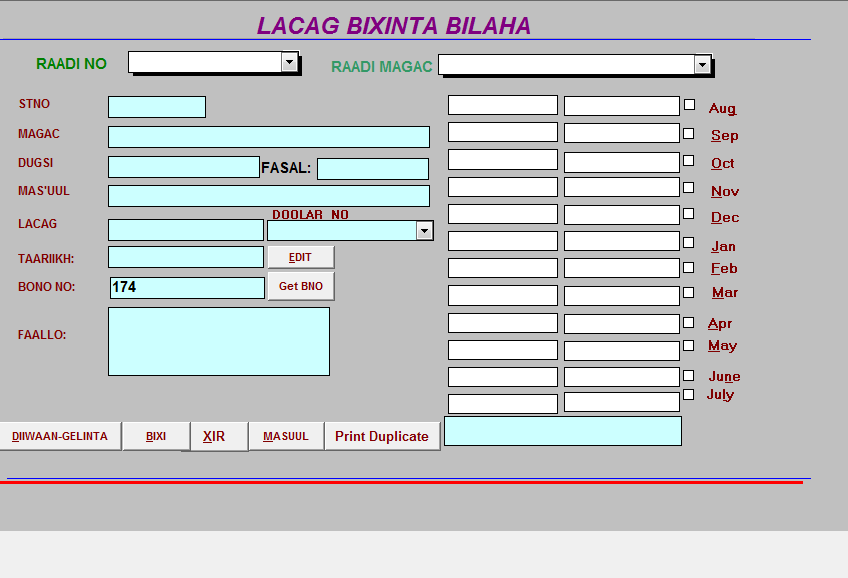 LACAG BIXINTA BILAHA
RAADI NO
RAADI MAGAC
STNO
MAGAC
DUGSI
FASAL:
MAS'UUL
LACAG
DOOLAR NO
TAARIIKH:
EDIT
BONO NO:
174
Get BNO
FAALLO:
Aug
Sep
Oct
Nov
Dec
Jan
Feb
Mar
Apr
May
June
July
DIIWAAN-GELINTA
BIXI
XIR
MASUUL
Print Duplicate